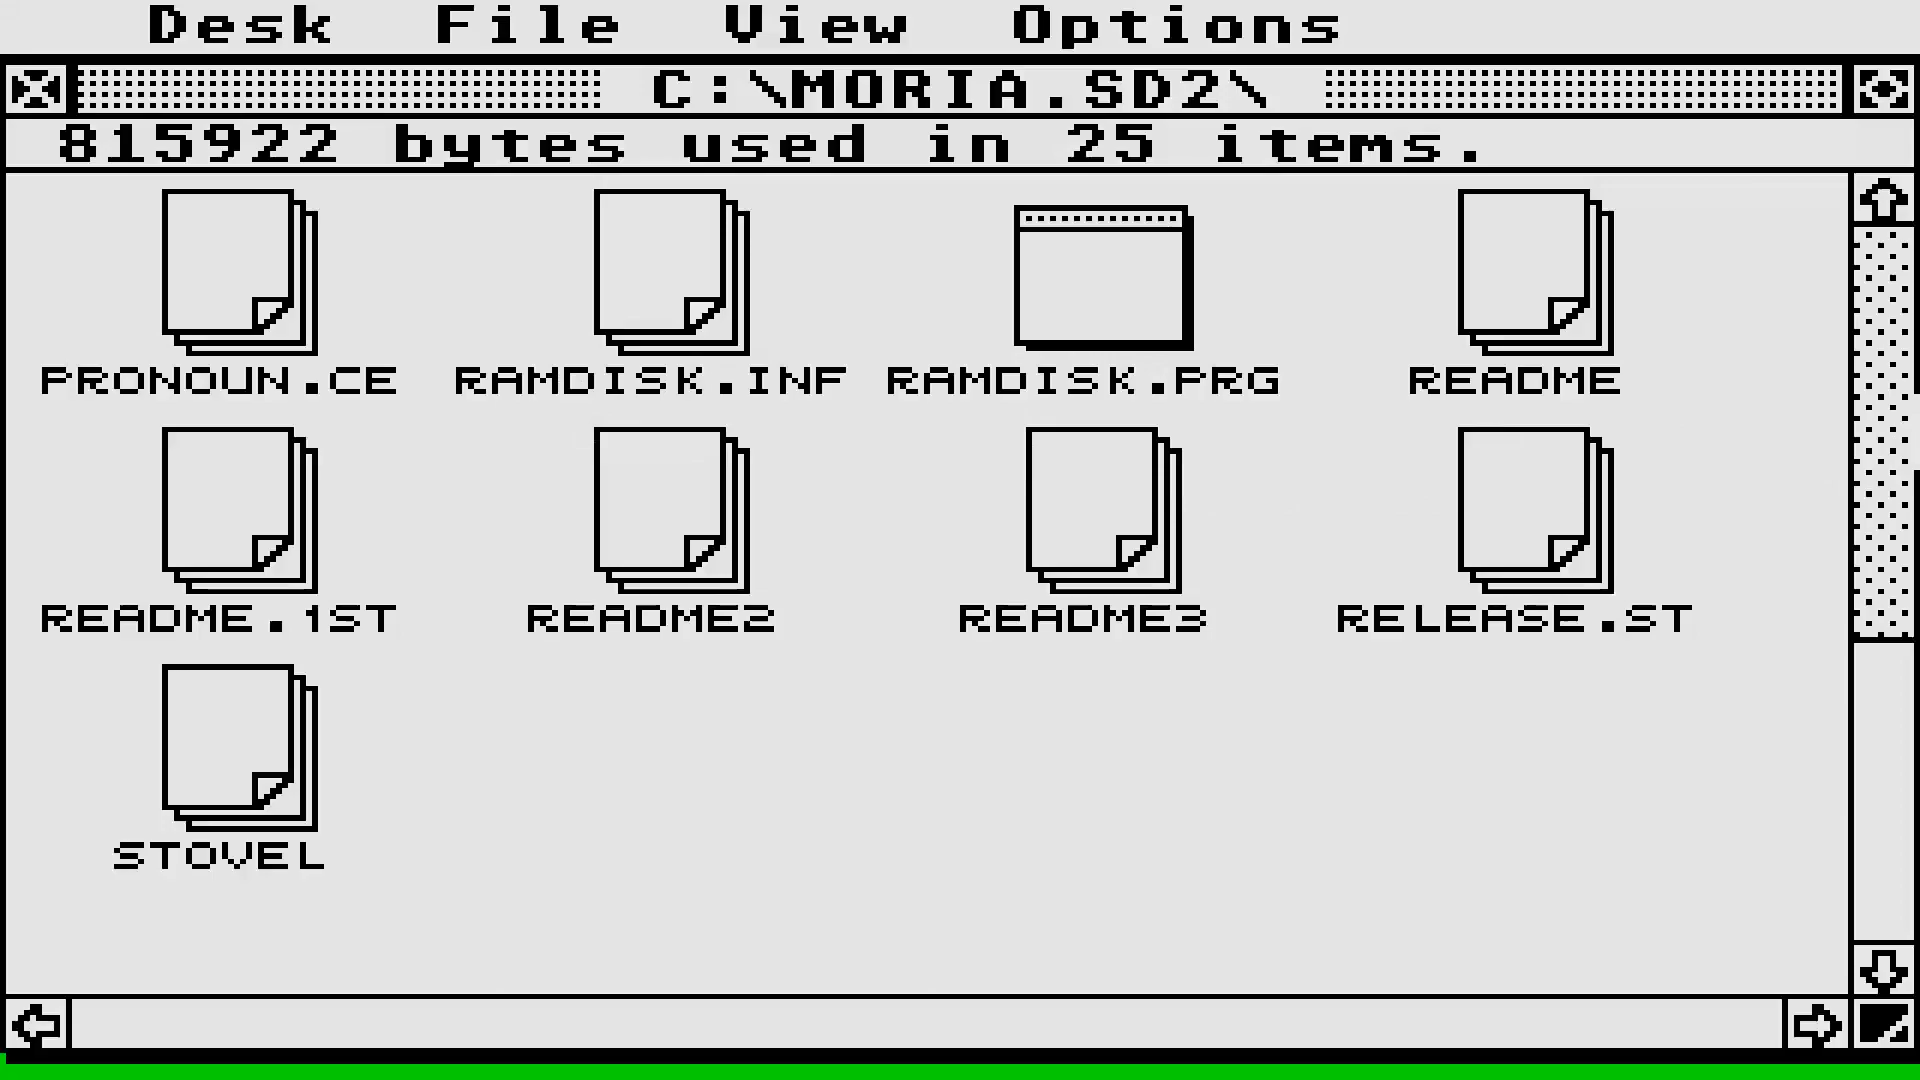 Desk File View Options
C:\MORIA.SD2\
815922 bytes used in 25 items.
PRONOUN.CE RAMDISK.INF RAMDISK.PRG README
README.1ST README2 README3 RELEASE.ST
STOVEL